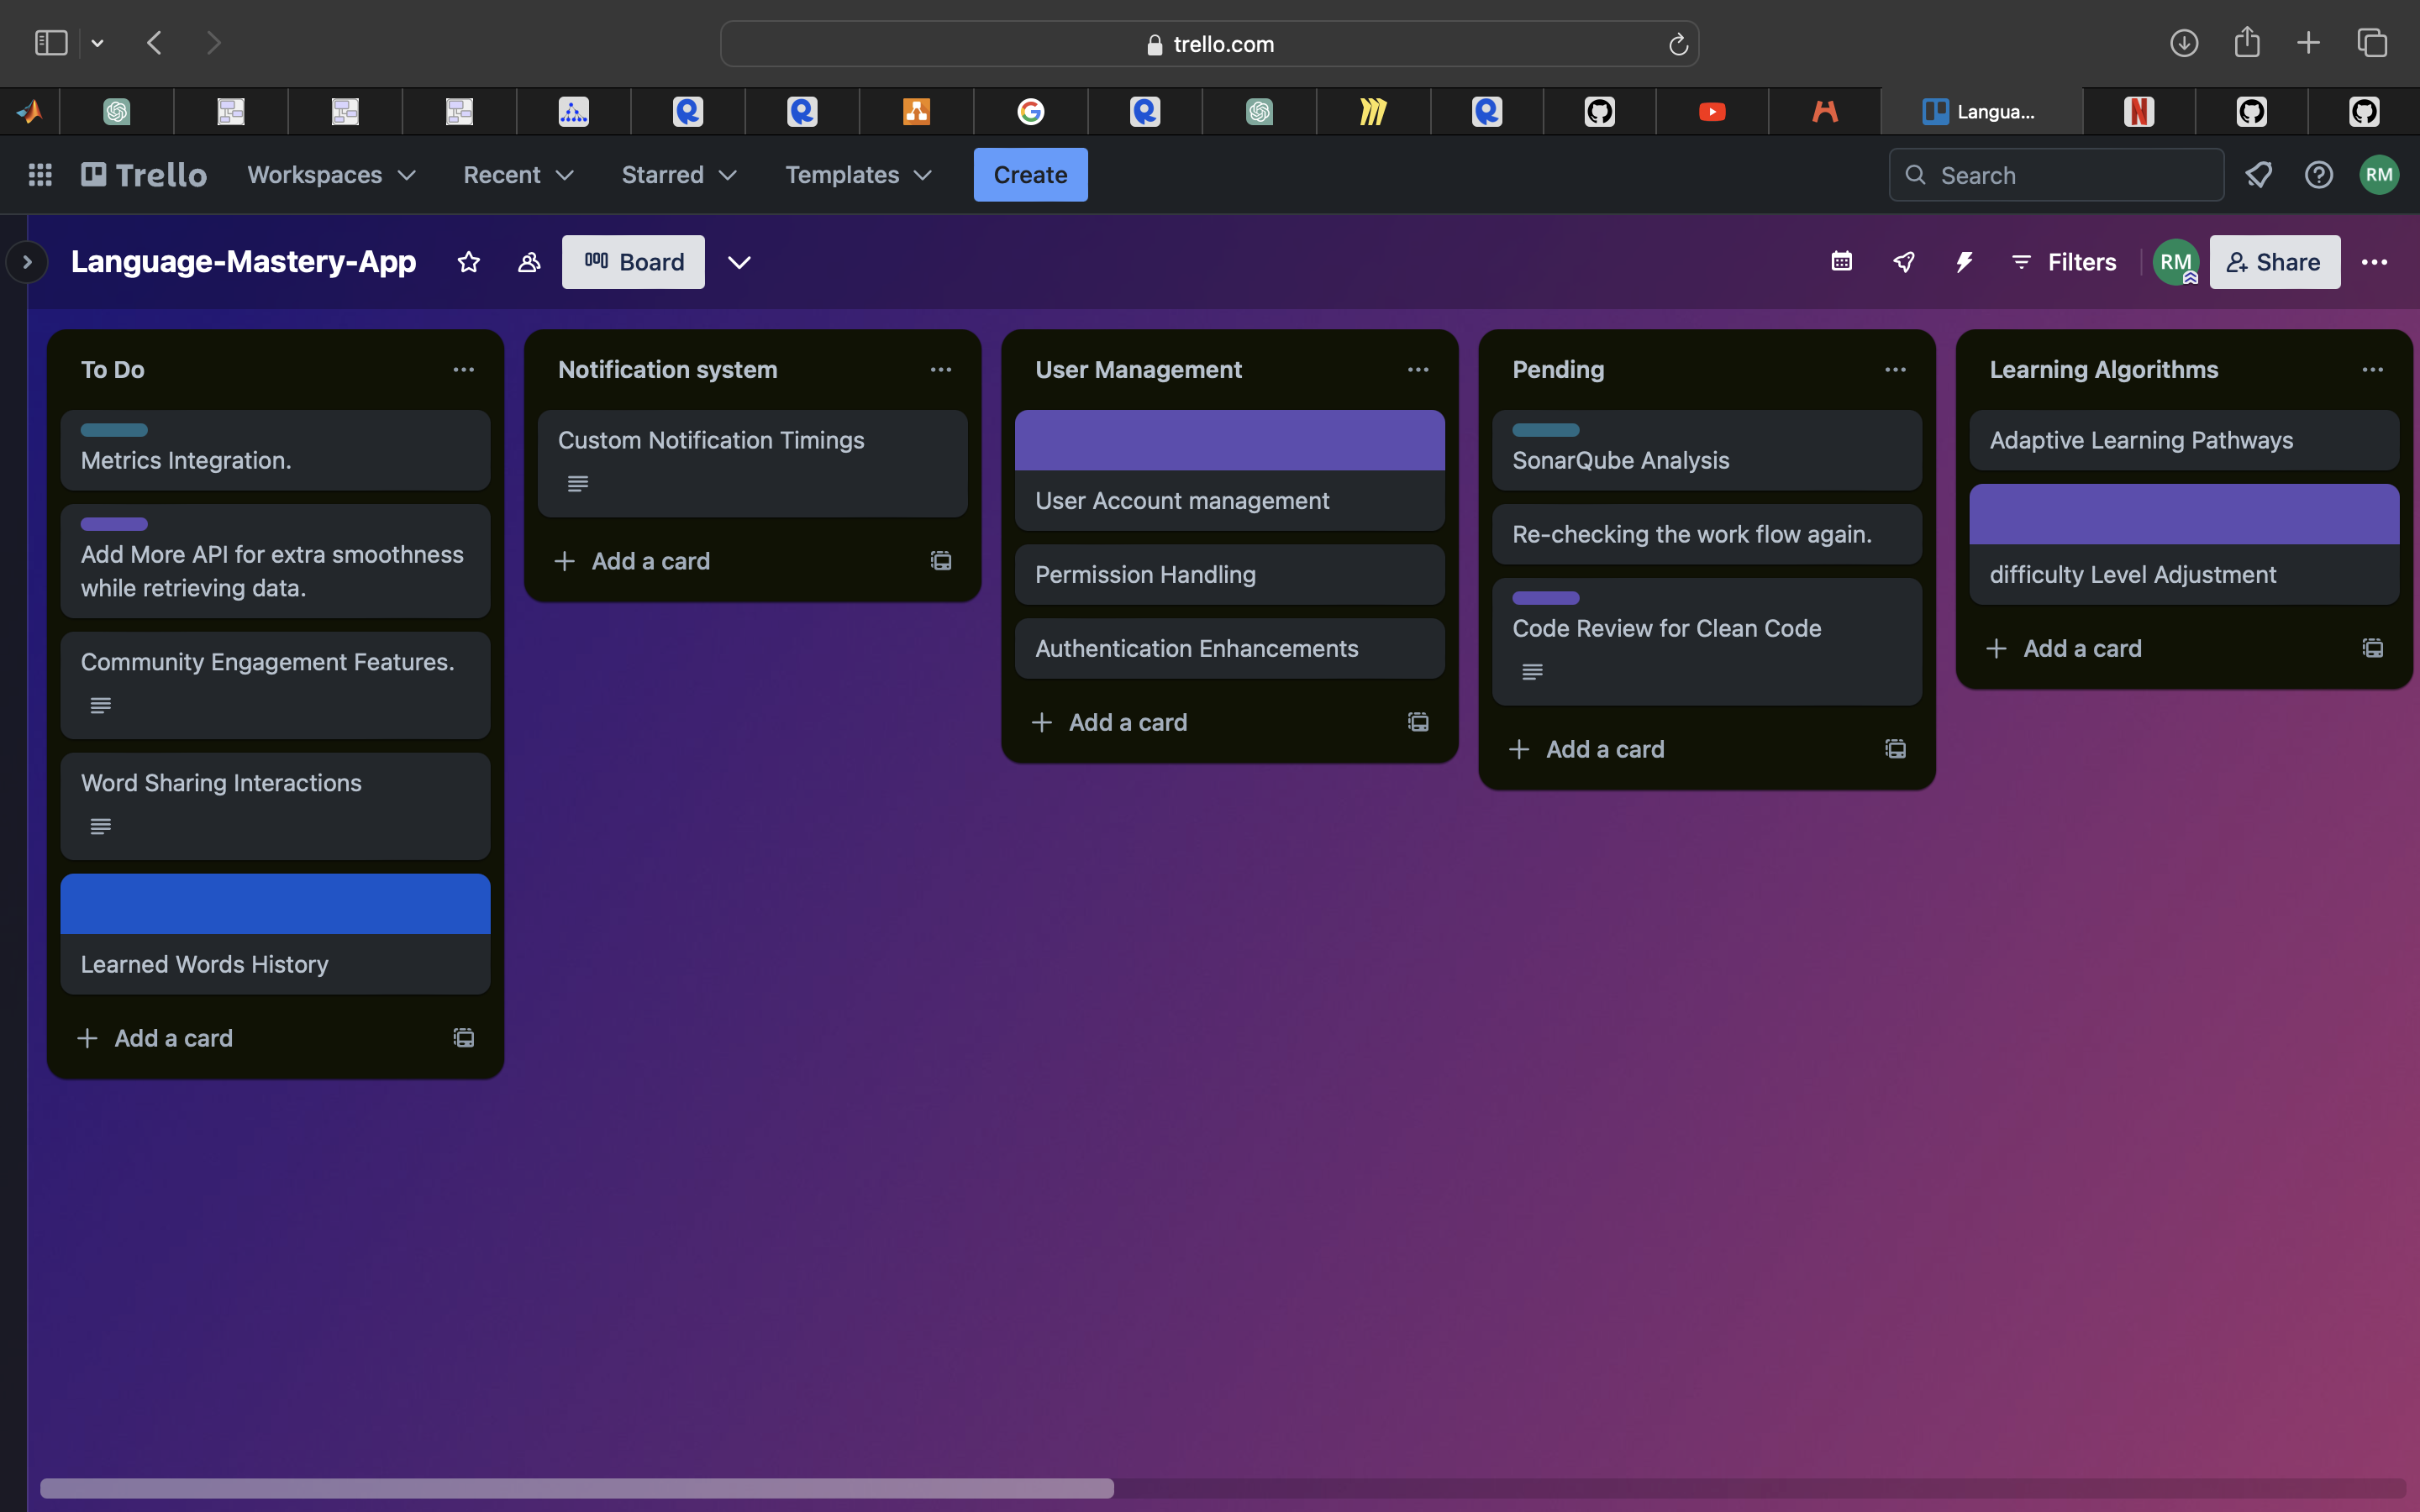 trello.com
Langua...
Trello
Workspaces
Recent
Starred
Templates
Create
Search
RM
Language-Mastery-App
Board
Filters
RM
Share
To Do
Metrics Integration.
Add More API for extra smoothness
while retrieving data.
Community Engagement Features.
Word Sharing Interactions
Learned Words History
Add a card
Notification system
Custom Notification Timings
Add a card
User Management
User Account management
Permission Handling
Authentication Enhancements
Add a card
Pending
SonarQube Analysis
Re-checking the work flow again.
Code Review for Clean Code
Add a card
Learning Algorithms
Adaptive Learning Pathways
difficulty Level Adjustment
Add a card